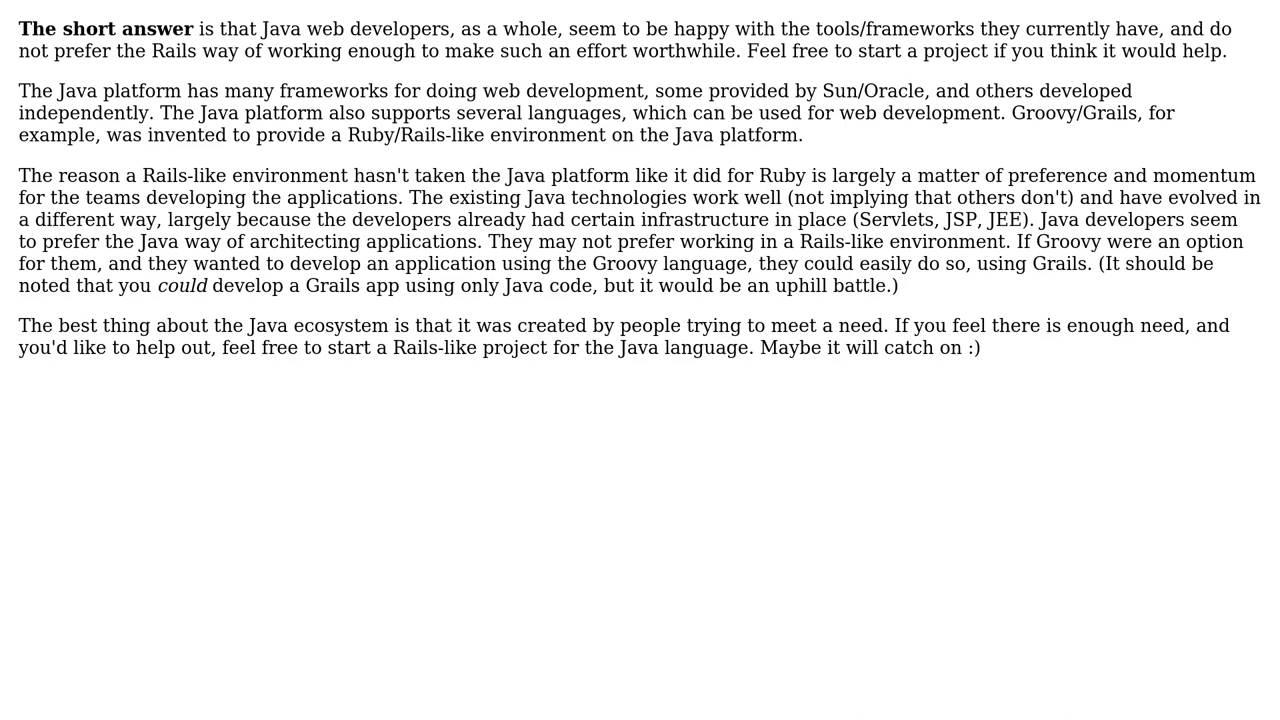 The short answer is that Java web developers, as a whole, seem to be happy with the tools/frameworks they currently have, and do
not prefer the Rails way of working enough to make such an effort worthwhile. Feel free to start a project if you think it would help.
The Java platform has many frameworks for doing web development, some provided by Sun/Oracle, and others developed
independently. The Java platform also supports several languages, which can be used for web development. Groovy/Grails, for
example, was invented to provide a Ruby/Rails-like environment on the Java platform.
The reason a Rails-like environment hasn't taken the Java platform like it did for Ruby is largely a matter of preference and momentum
for the teams developing the applications. The existing Java technologies work well (not implying that others don't) and have evolved in
a different way, largely because the developers already had certain infrastructure in place (Servlets, JSP, JEE). Java developers seem
to prefer the Java way of architecting applications. They may not prefer working in a Rails-like environment. If Groovy were an option
for them, and they wanted to develop an application using the Groovy language, they could easily do so, using Grails. (It should be
noted that you could develop a Grails app using only Java code, but it would be an uphill battle.)
The best thing about the Java ecosystem is that it was created by people trying to meet a need. If you feel there is enough need, and
you'd like to help out, feel free to start a Rails-like project for the Java language. Maybe it will catch on :)